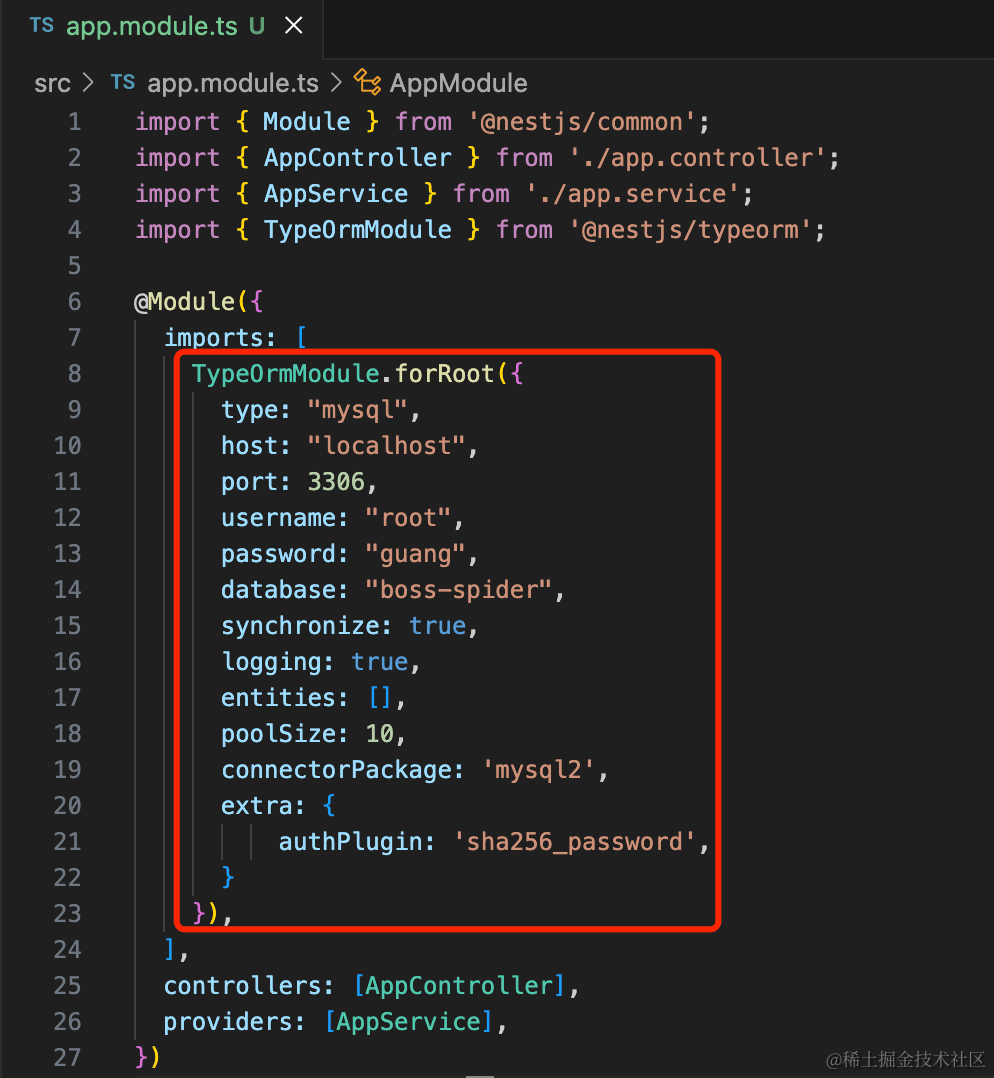 TS app.module.ts U ×
src > TS app.module.ts > AppModule
1 import { Module } from '@nestjs/common';
2 import { AppController } from './app.controller';
3 import { AppService } from './app.service';
4 import { TypeOrmModule } from '@nestjs/typeorm';
5
6 @Module({
7 imports: [
8 TypeOrmModule.forRoot({
9 type: "mysql",
10 host: "localhost",
11 port: 3306,
12 username: "root",
13 password: "guang",
14 database: "boss-spider",
15 synchronize: true,
16 logging: true,
17 entities: [],
18 poolSize: 10,
19 connectorPackage: 'mysql2',
20 extra: {
21 authPlugin: 'sha256_password',
22 }
23 }),
24 ],
25 controllers: [AppController],
26 providers: [AppService],
27 })
@稀土掘金技术社区